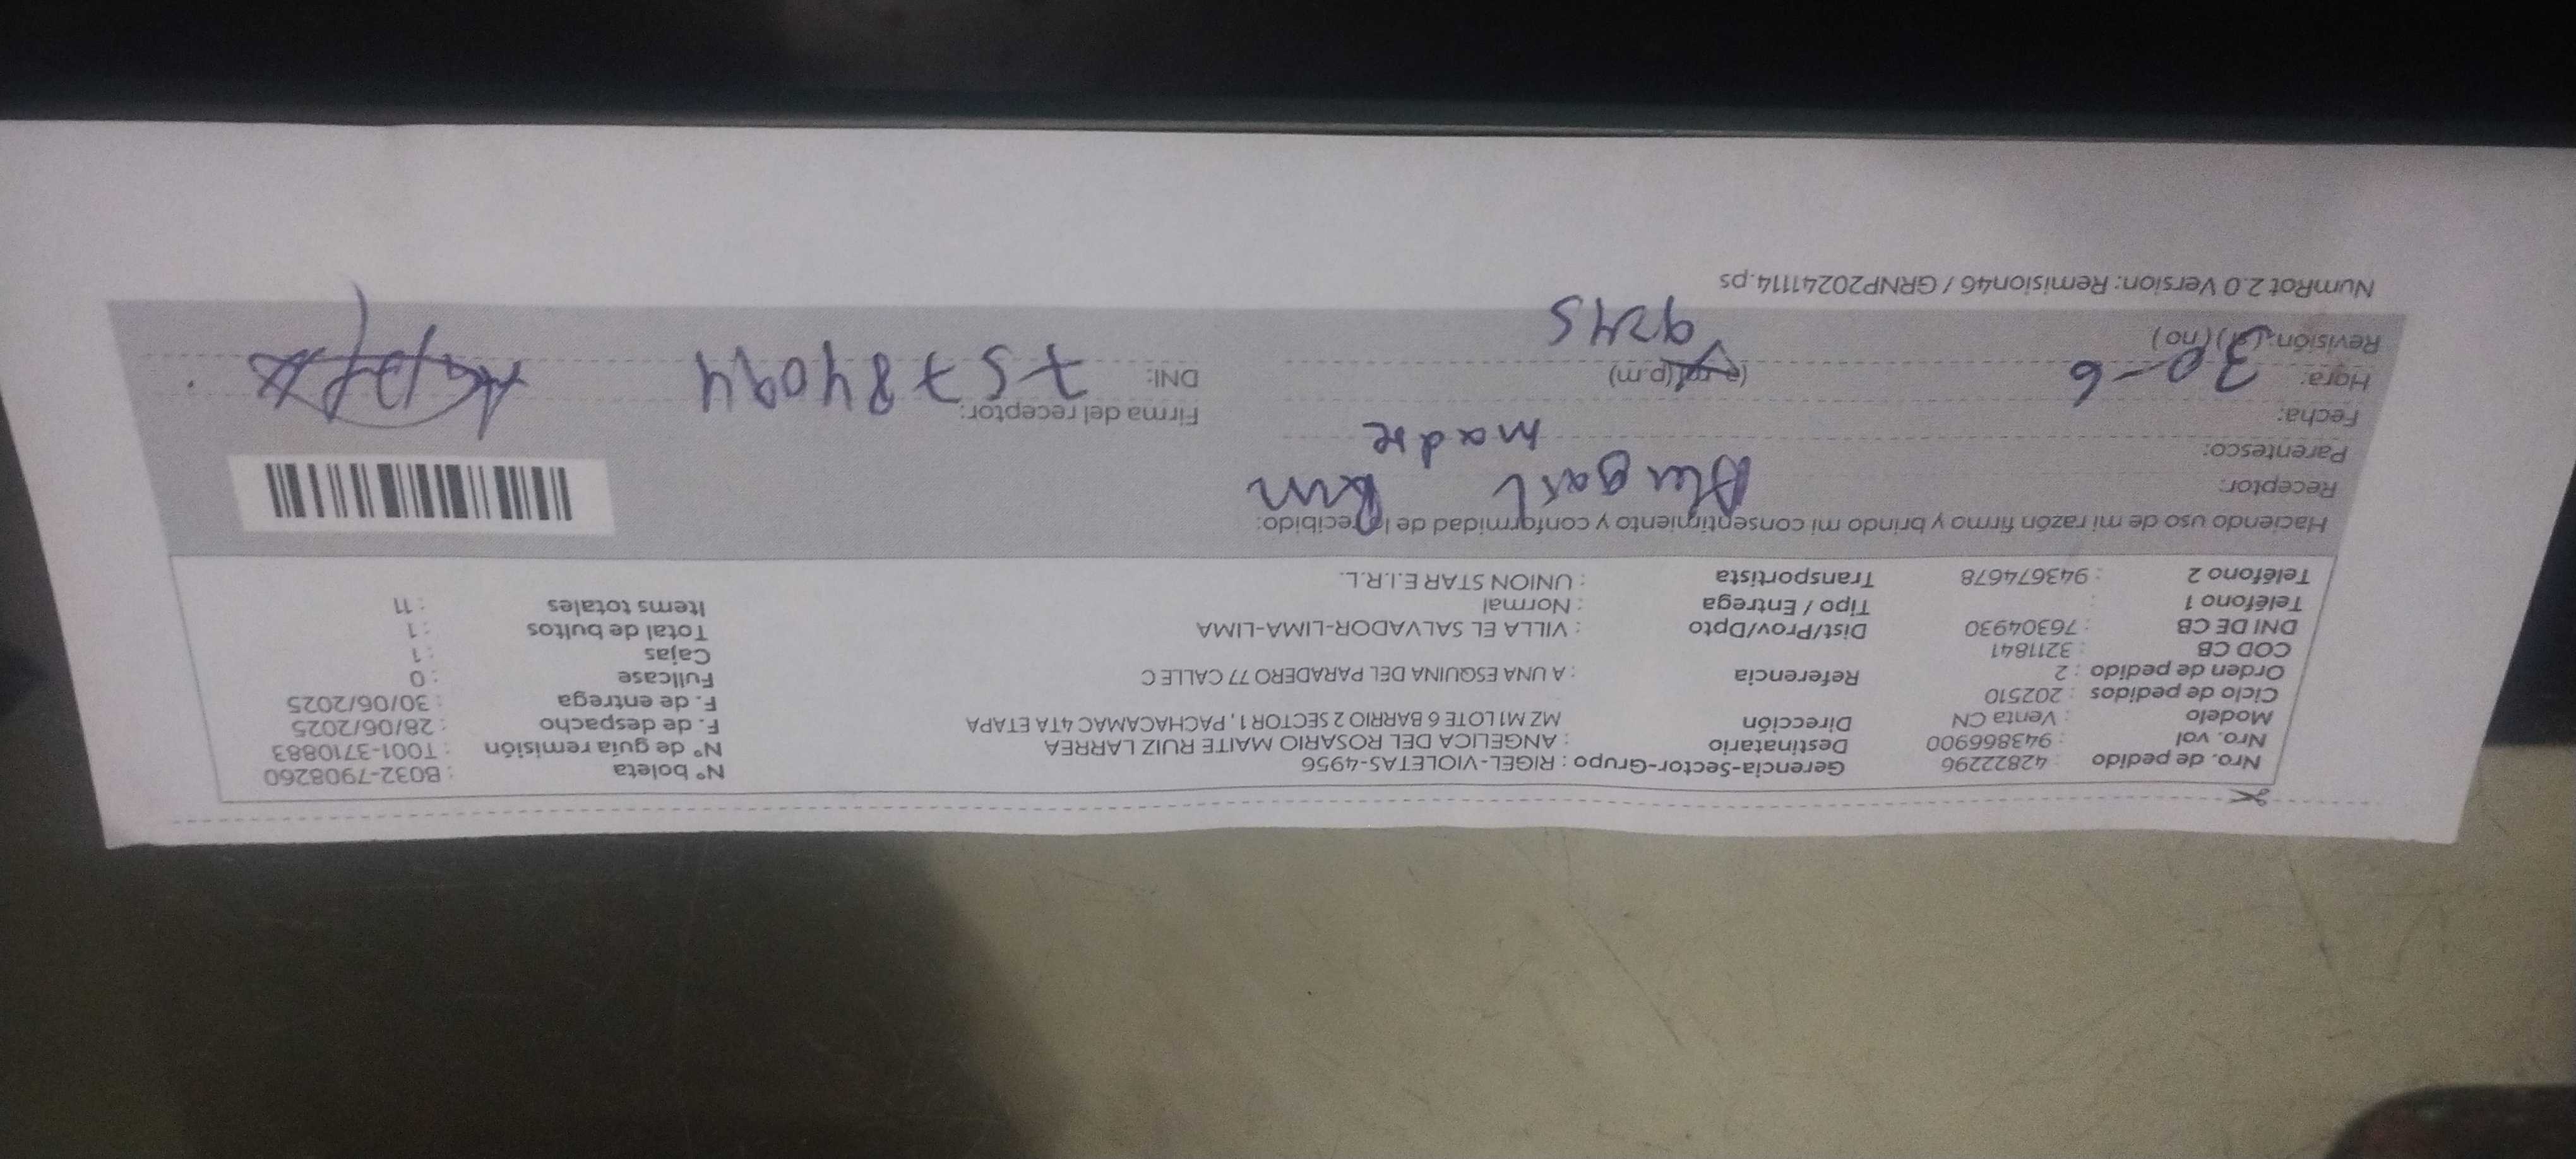 Nro. de pedido : 42822296 Gerencia-Sector-Grupo : RIGEL-VIOLETAS-4956 N° boleta : B032-7908260
Nro. vol : 943866900 Destinatario : ANGELICA DEL ROSARIO MAITE RUIZ LARREA N° de guía remisión : T001-3710883
Modelo : Venta CN Dirección MZ M1 LOTE 6 BARRIO 2 SECTOR 1, PACHACAMAC 4TA ETAPA F. de despacho : 28/06/2025
Ciclo de pedidos : 202510 F. de entrega : 30/06/2025
Orden de pedido : 2 Referencia : A UNA ESQUINA DEL PARADERO 77 CALLE C Fullcase : 0
COD CB : 3211841 Cajas : 1
DNI DE CB : 76304930 Dist/Prov/Dpto : VILLA EL SALVADOR-LIMA-LIMA Total de bultos : 1
Teléfono 1 : Tipo / Entrega : Normal Items totales : 11
Teléfono 2 : 943674678 Transportista : UNION STAR E.I.R.L.
Haciendo uso de mi razón firmo y brindo mi consentimiento y conformidad de lo recibido:
Receptor:
Parentesco: madre
Fecha: 30-6 Firma del receptor:
Hora: (a.m) (p.m) DNI: 75784094
Revisión: (si) (no) 9:45
NumRot 2.0 Version: Remision46 / GRNP20241114.ps